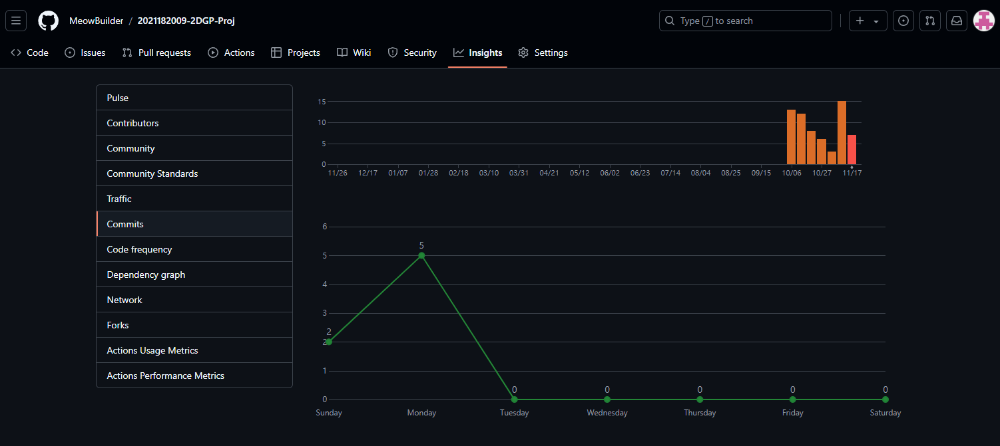 MeowBuilder / 2021182009-2DGP-Proj
Type / to search
Code Issues Pull requests Actions Projects Wiki Security Insights Settings
Pulse
Contributors
Community
Community Standards
Traffic
Commits
Code frequency
Dependency graph
Network
Forks
Actions Usage Metrics
Actions Performance Metrics
15
10
5
0
11/26 12/17 01/07 01/28 02/18 03/10 03/31 04/21 05/12 06/02 06/23 07/14 08/04 08/25 09/15 10/06 10/27 11/17
6
5
4
3
2
1
0
2 5 0 0 0 0 0
Sunday Monday Tuesday Wednesday Thursday Friday Saturday